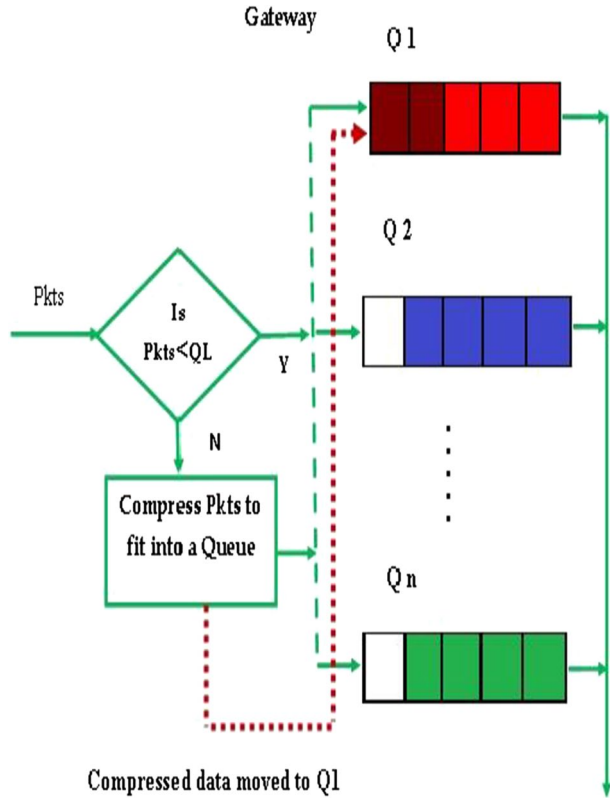 Gateway
Q 1
Q 2
Pkts
Is
Pkts<QL
Y
N
Compress Pkts to
fit into a Queue
Q n
Compressed data moved to Q1